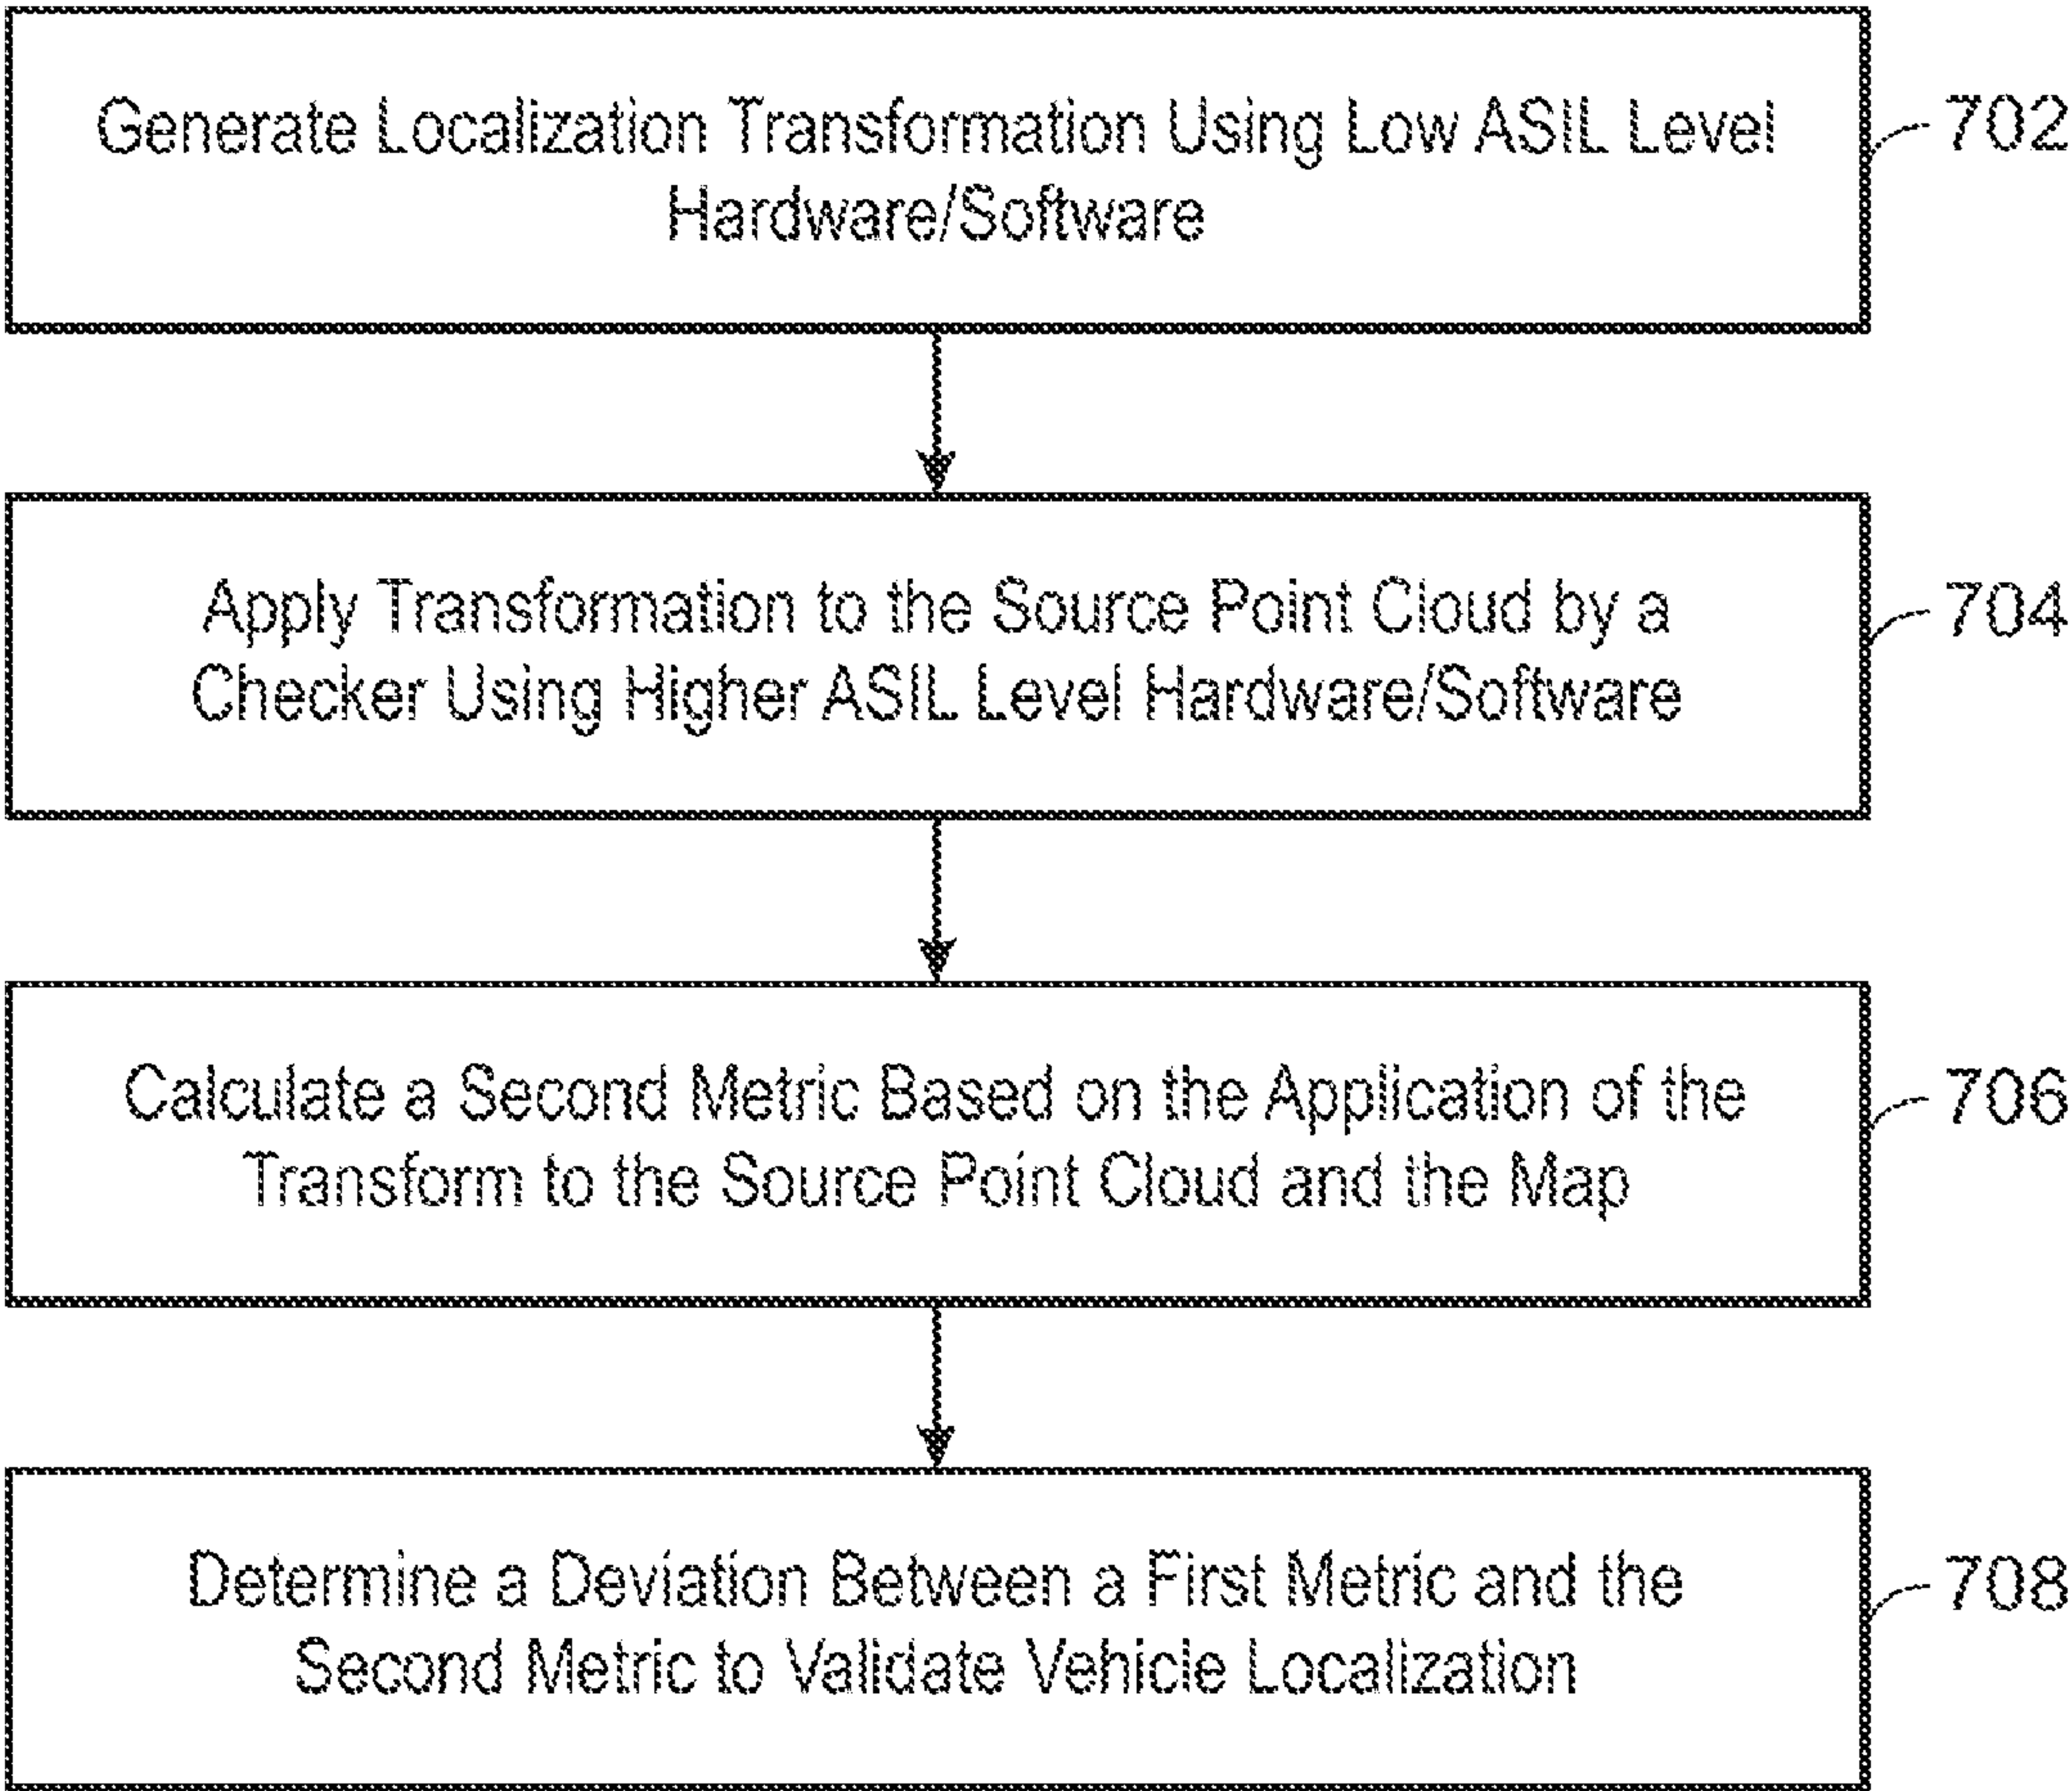 Generate Localization Transformation Using Low ASIL Level
Hardware/Software
702
Apply Transformation to the Source Point Cloud by a
Checker Using Higher ASIL Level Hardware/Software
704
Calculate a Second Metric Based on the Application of the
Transform to the Source Point Cloud and the Map
706
Determine a Deviation Between a First Metric and the
Second Metric to Validate Vehicle Localization
708